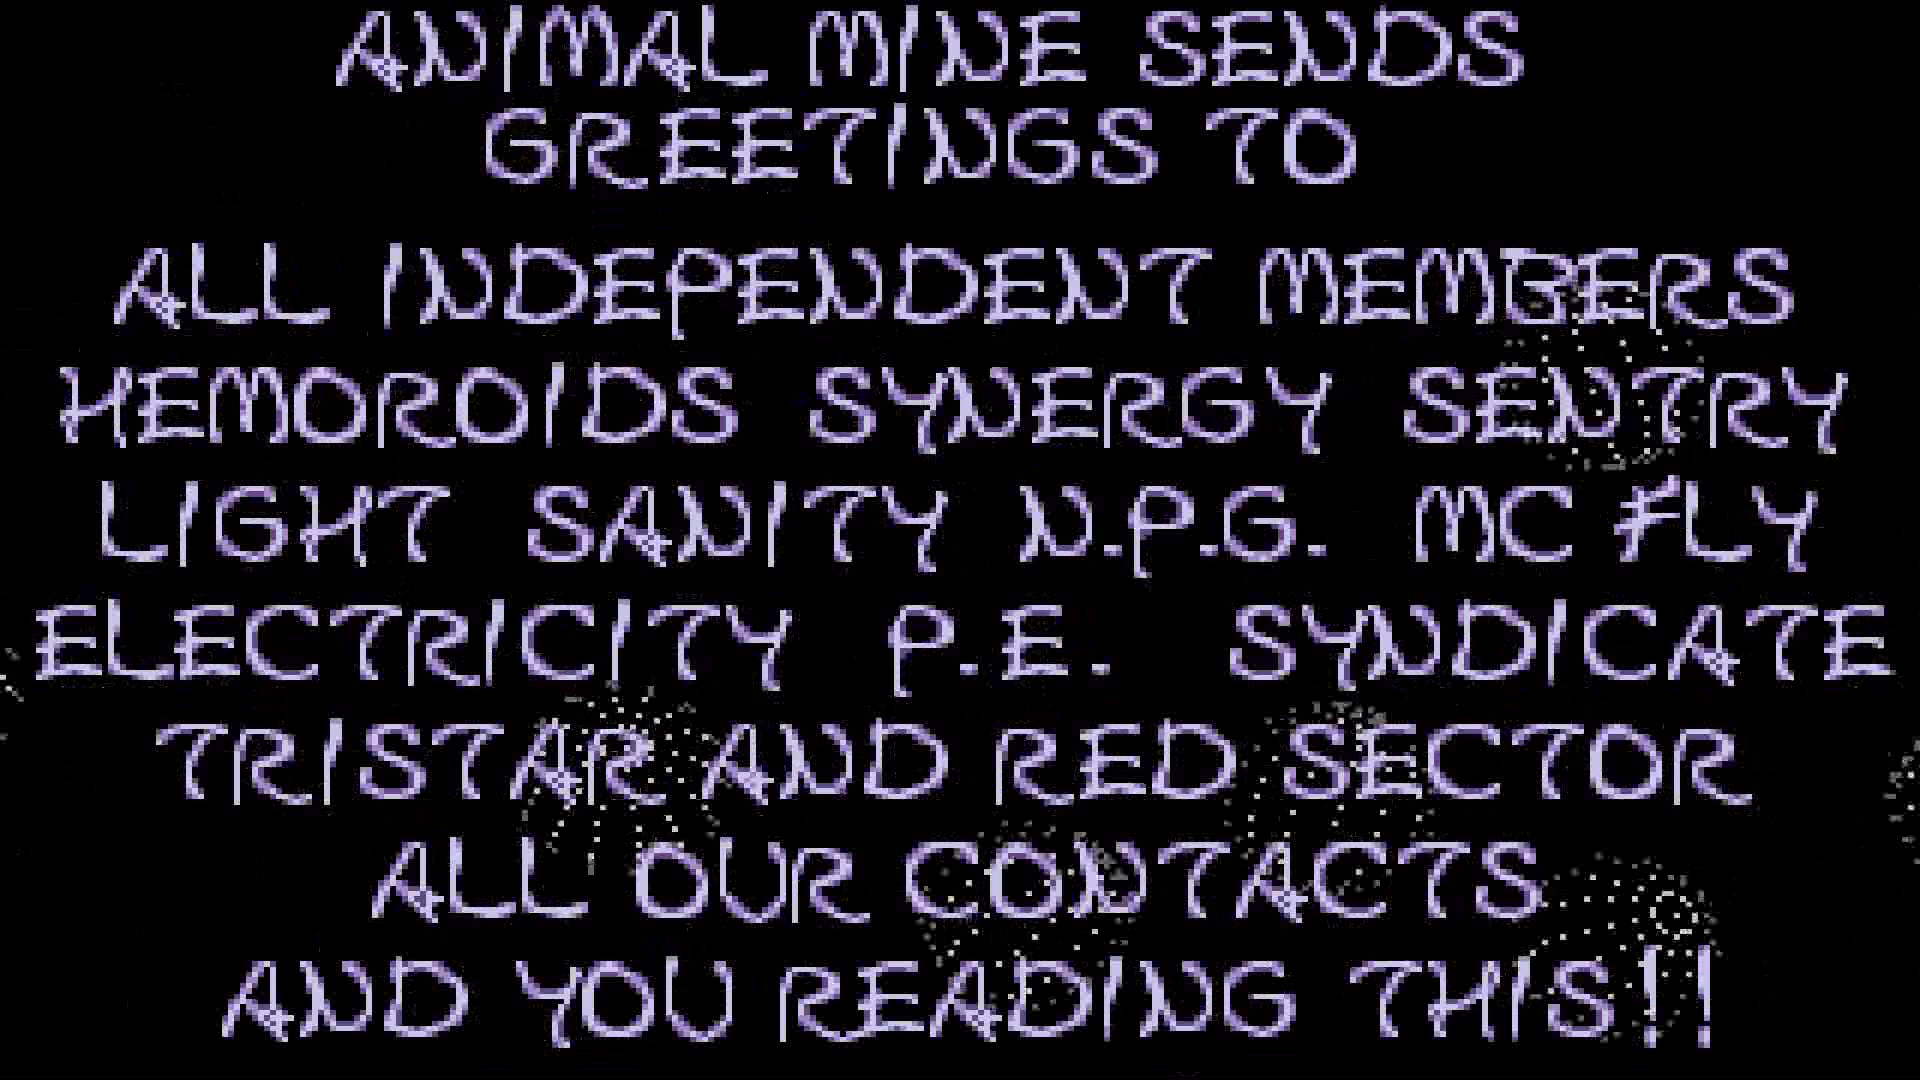 ANIMAL MINE SENDS
GREETINGS TO
ALL INDEPENDENT MEMBERS
HEMOROIDS SYNERGY SENTRY
LIGHT SANITY N.P.G. MC FLY
ELECTRICITY P.E. SYNDICATE
TRISTAR AND RED SECTOR
ALL OUR CONTACTS
AND YOU READING THIS!!